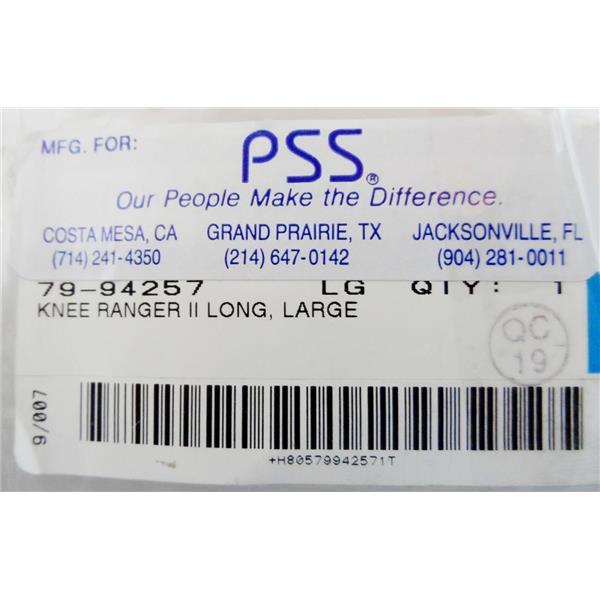 MFG. FOR:
PSS®
Our People Make the Difference.
COSTA MESA, CA GRAND PRAIRIE, TX JACKSONVILLE, FL
(714) 241-4350 (214) 647-0142 (904) 281-0011
79-94257 LG QTY: 1
KNEE RANGER II LONG, LARGE
QC
19
9/007
+H80579942571T